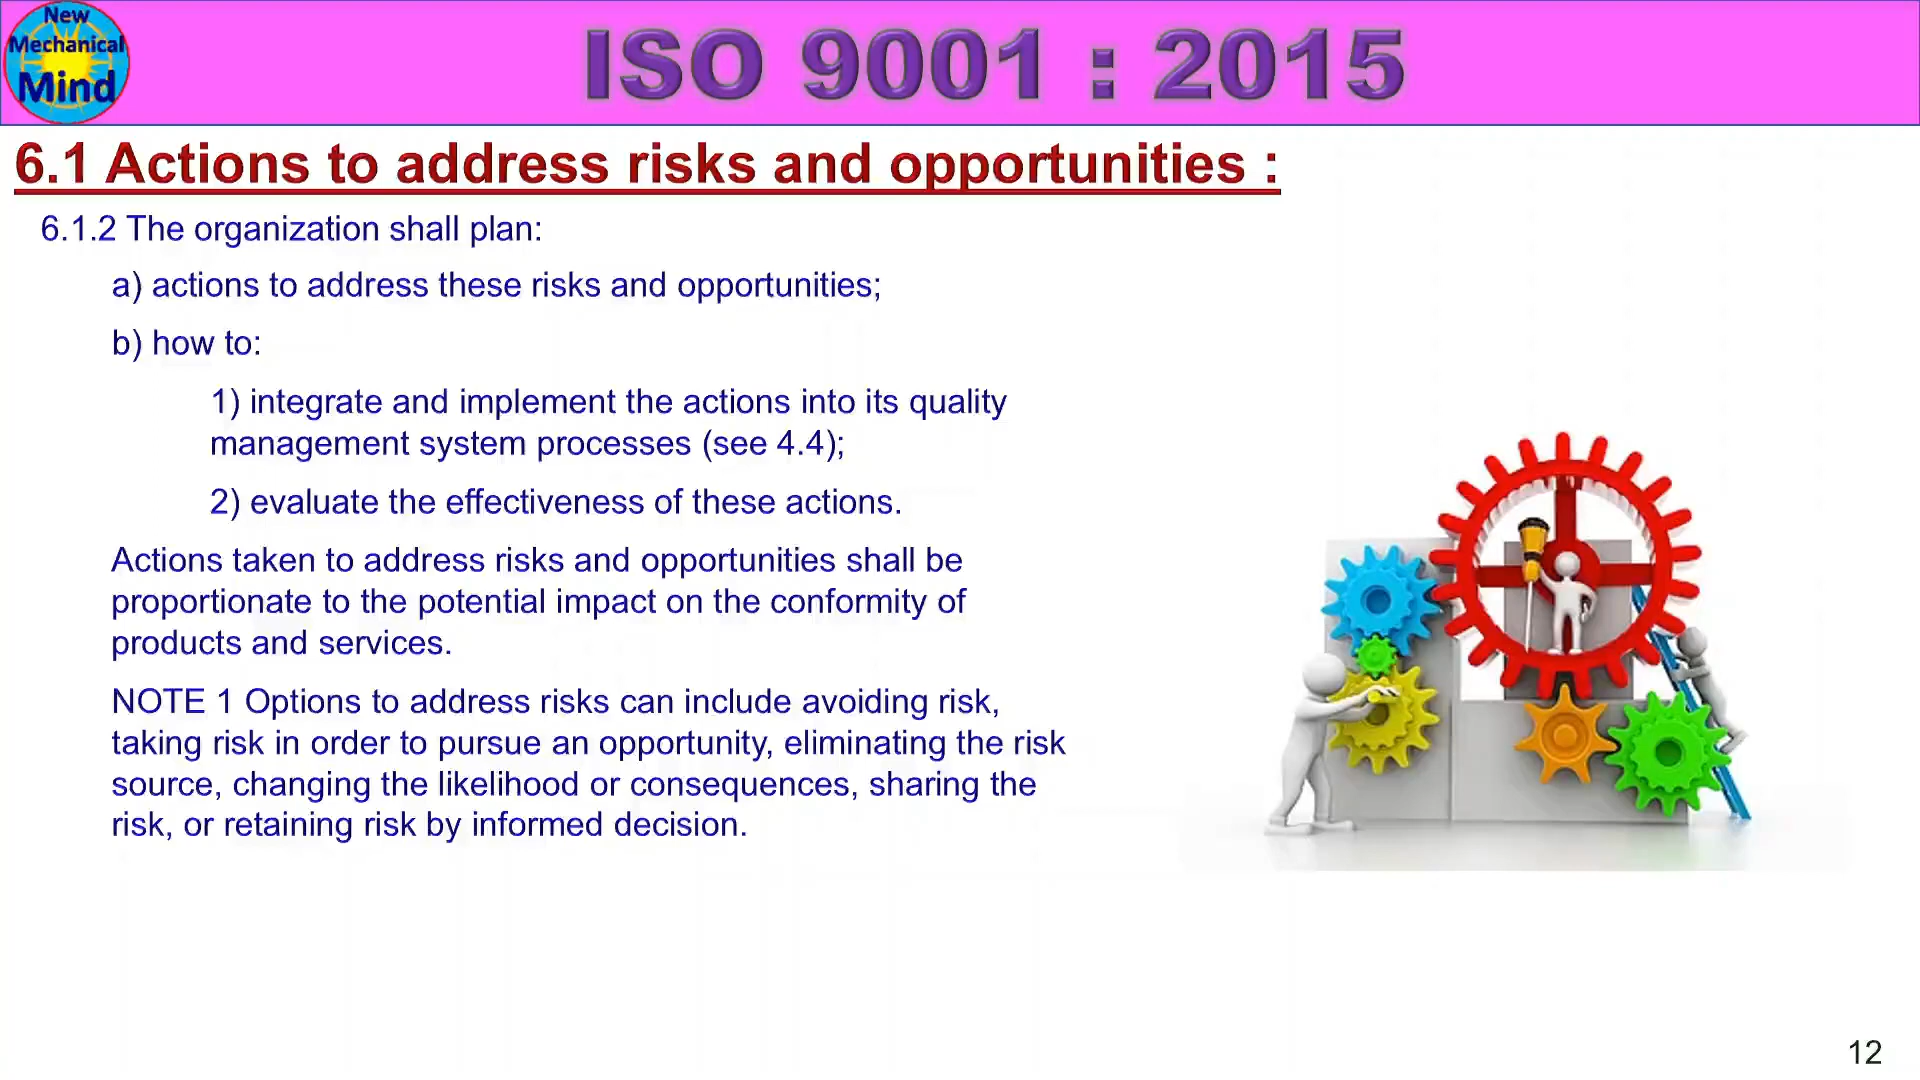 New
Mechanical
Mind
ISO 9001 : 2015
6.1 Actions to address risks and opportunities :
6.1.2 The organization shall plan:
a) actions to address these risks and opportunities;
b) how to:
1) integrate and implement the actions into its quality
management system processes (see 4.4);
2) evaluate the effectiveness of these actions.
Actions taken to address risks and opportunities shall be
proportionate to the potential impact on the conformity of
products and services.
NOTE 1 Options to address risks can include avoiding risk,
taking risk in order to pursue an opportunity, eliminating the risk
source, changing the likelihood or consequences, sharing the
risk, or retaining risk by informed decision.
12